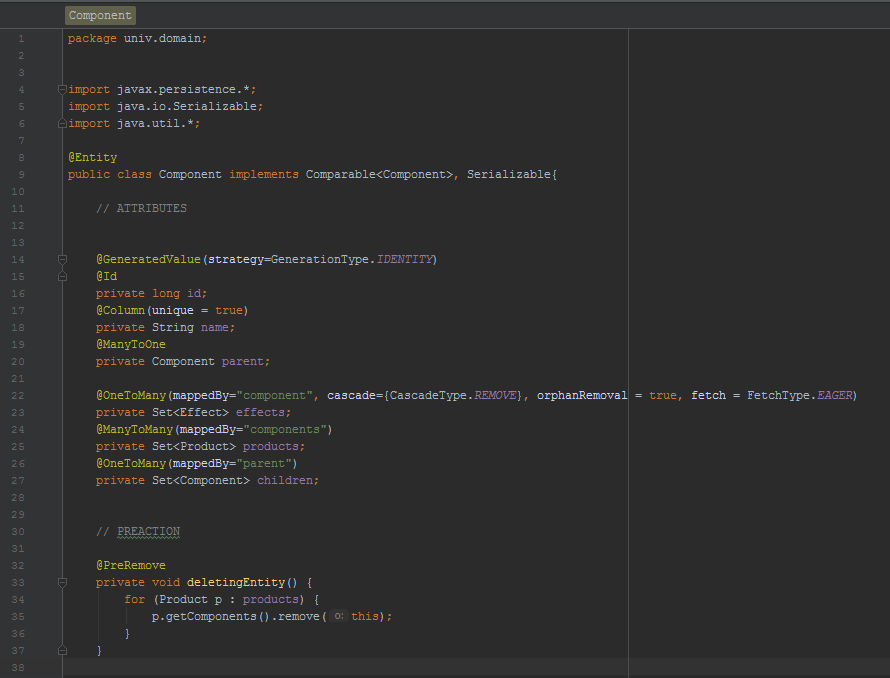 Component
1 package univ.domain;
2
3
4 import javax.persistence.*;
5 import java.io.Serializable;
6 import java.util.*;
7
8 @Entity
9 public class Component implements Comparable<Component>, Serializable{
10
11     // ATTRIBUTES
12
13
14     @GeneratedValue(strategy=GenerationType.IDENTITY)
15     @Id
16     private long id;
17     @Column(unique = true)
18     private String name;
19     @ManyToOne
20     private Component parent;
21
22     @OneToMany(mappedBy="component", cascade={CascadeType.REMOVE}, orphanRemoval = true, fetch = FetchType.EAGER)
23     private Set<Effect> effects;
24     @ManyToMany(mappedBy="components")
25     private Set<Product> products;
26     @OneToMany(mappedBy="parent")
27     private Set<Component> children;
28
29
30     // PREACTION
31
32     @PreRemove
33     private void deletingEntity() {
34         for (Product p : products) {
35             p.getComponents().remove( o: this);
36         }
37     }
38